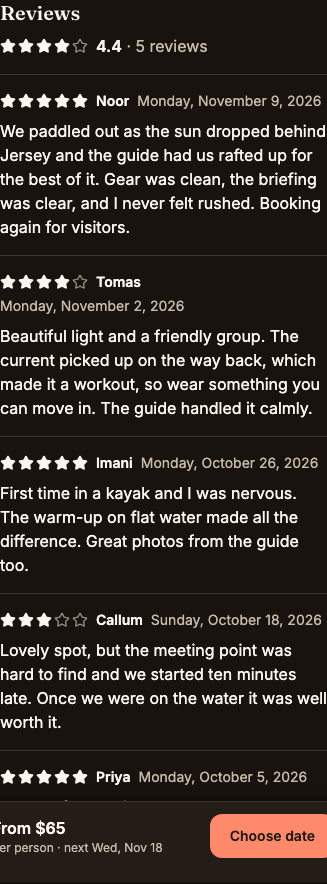 Reviews
4.4 · 5 reviews
Noor Monday, November 9, 2026
We paddled out as the sun dropped behind
Jersey and the guide had us rafted up for
the best of it. Gear was clean, the briefing
was clear, and I never felt rushed. Booking
again for visitors.
Tomas
Monday, November 2, 2026
Beautiful light and a friendly group. The
current picked up on the way back, which
made it a workout, so wear something you
can move in. The guide handled it calmly.
Imani Monday, October 26, 2026
First time in a kayak and I was nervous.
The warm-up on flat water made all the
difference. Great photos from the guide
too.
Callum Sunday, October 18, 2026
Lovely spot, but the meeting point was
hard to find and we started ten minutes
late. Once we were on the water it was well
worth it.
Priya Monday, October 5, 2026
From $65
er person · next Wed, Nov 18
Choose date